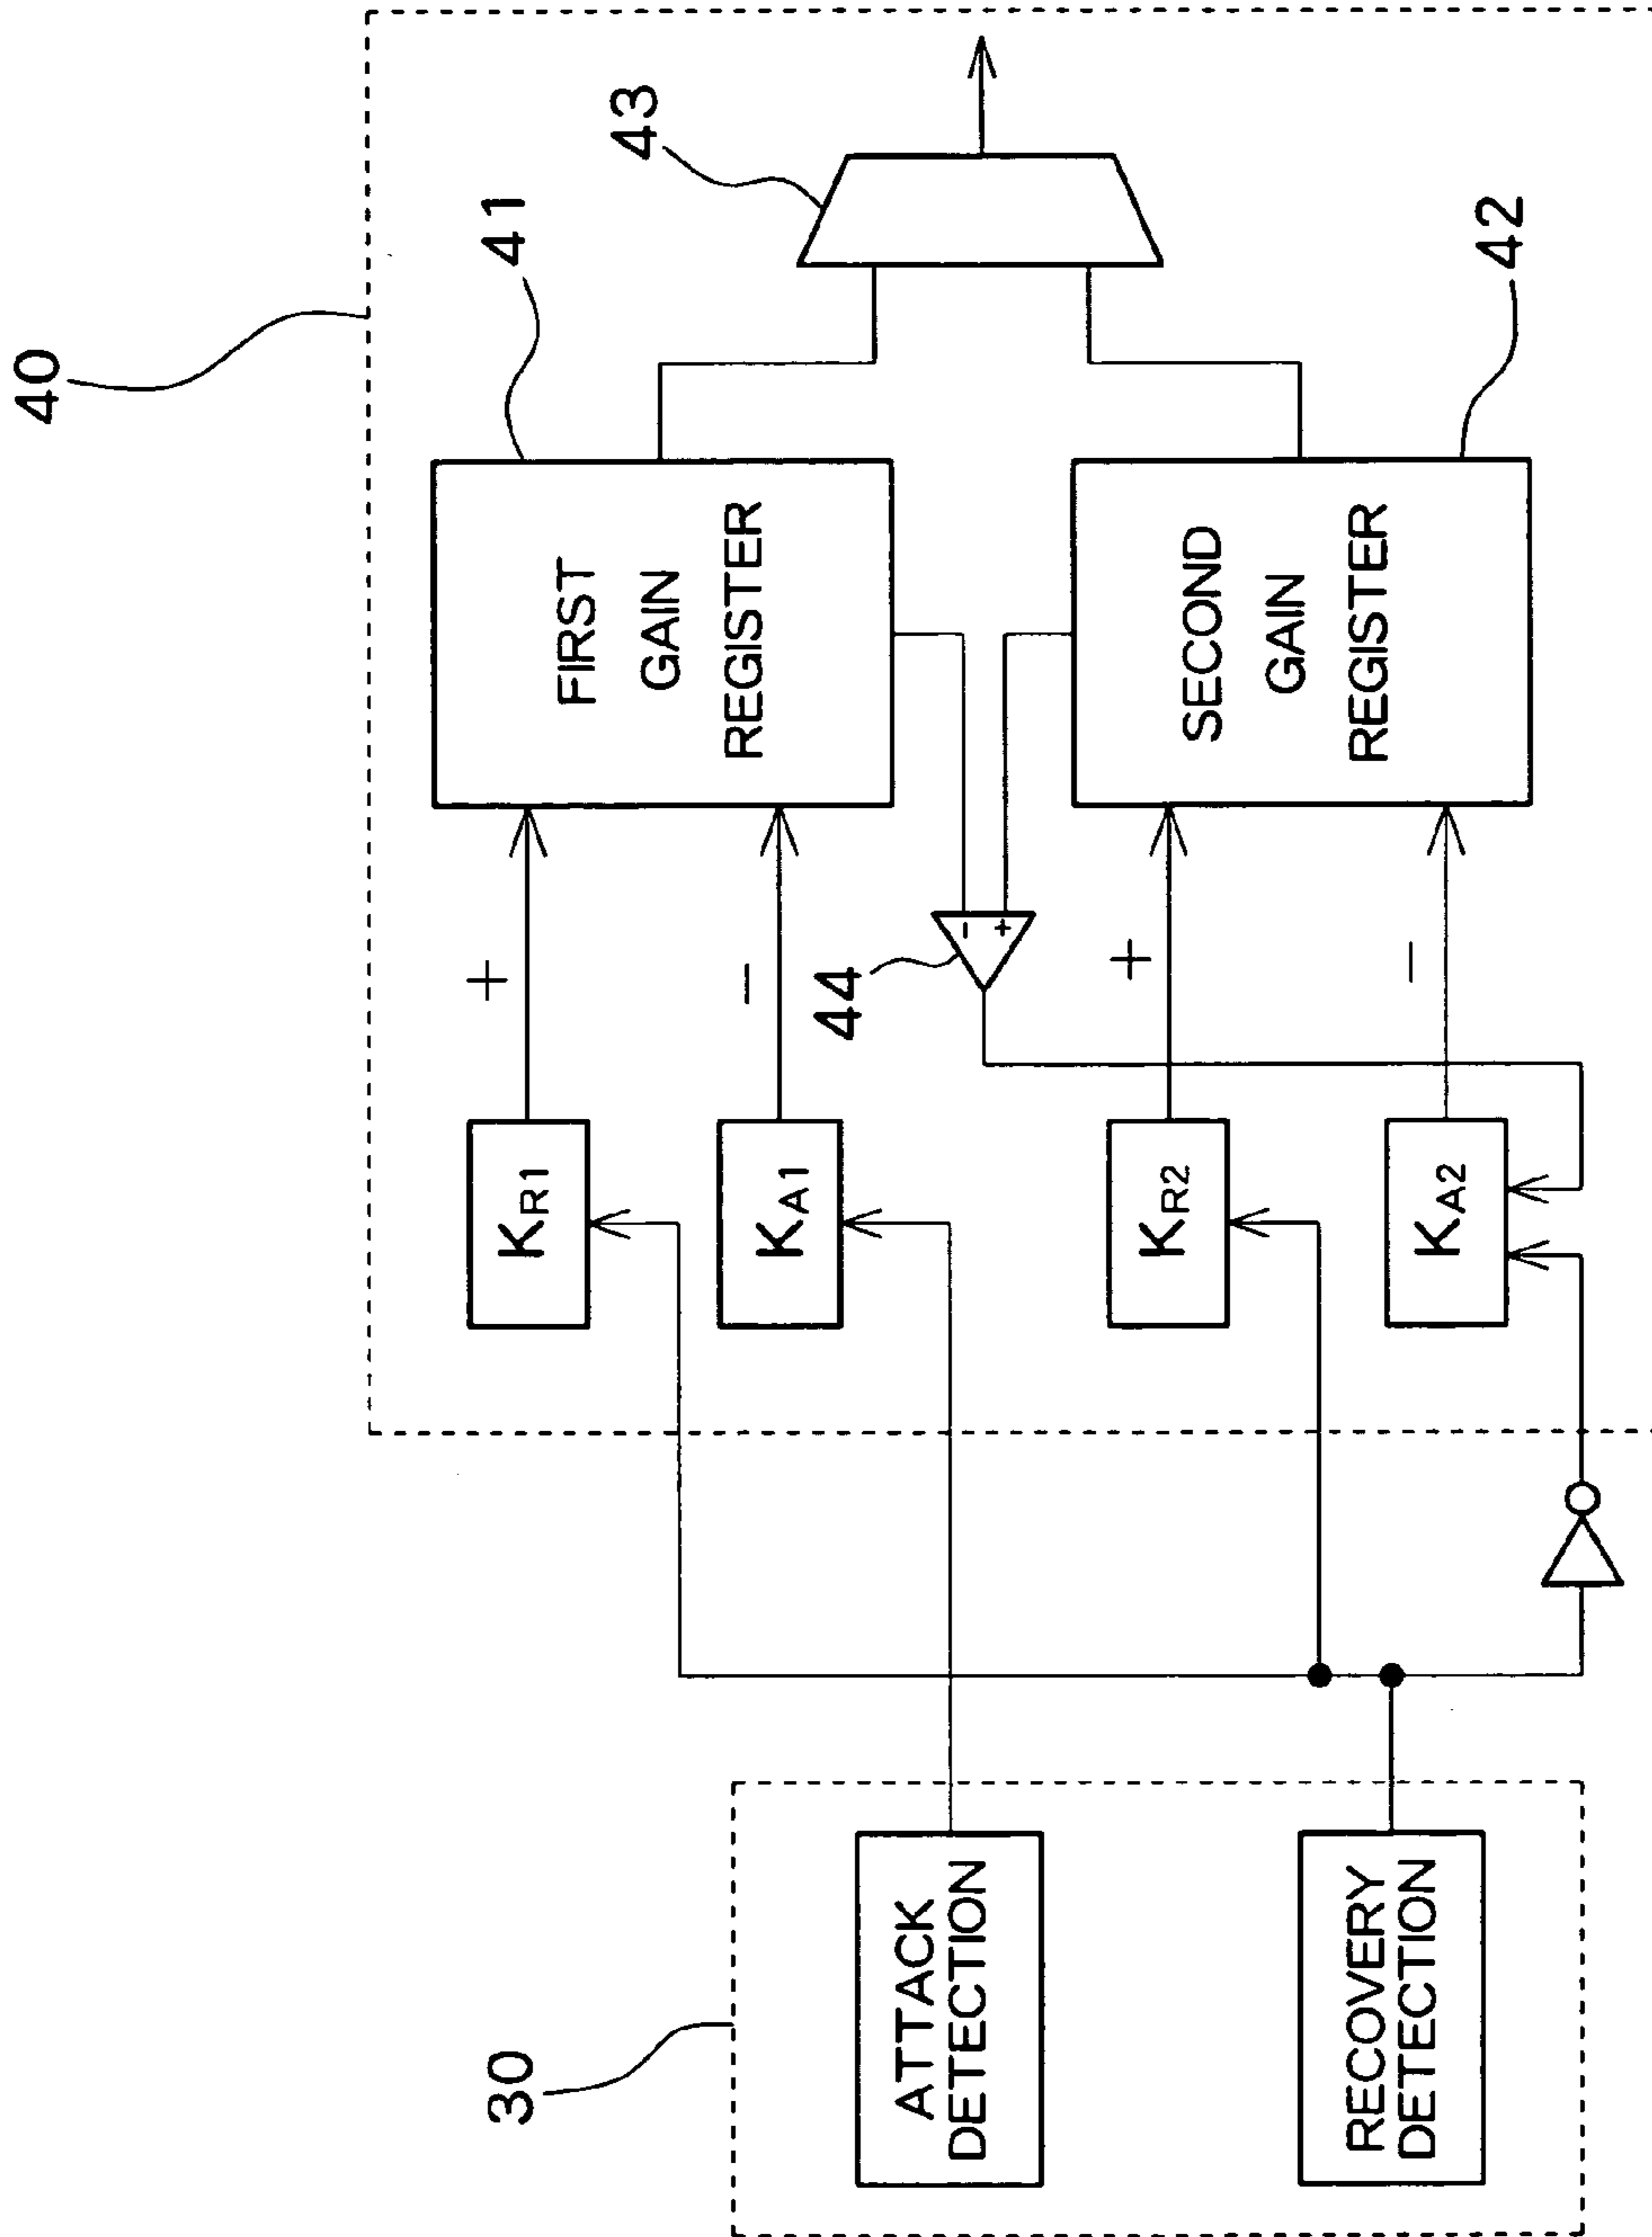 40
30
ATTACK
DETECTION
RECOVERY
DETECTION
KR1
KA1
KR2
KA2
+
−
+
−
44
-
+
FIRST
GAIN
REGISTER
41
SECOND
GAIN
REGISTER
42
43